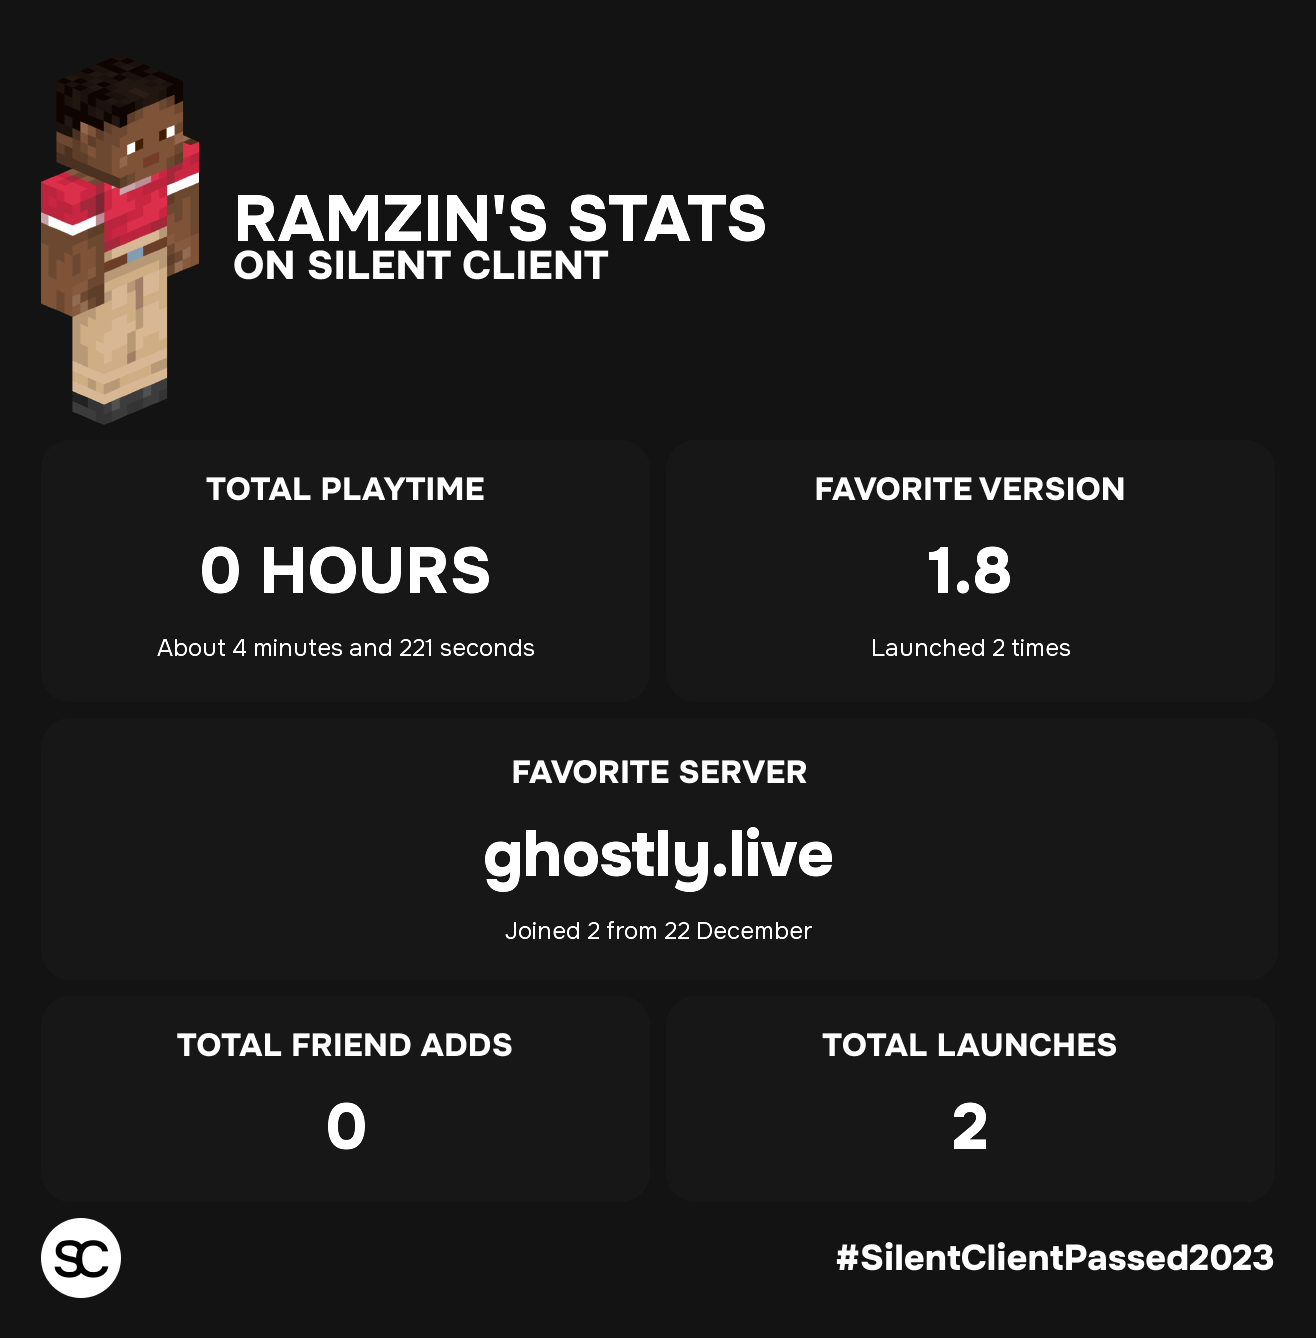 RAMZIN'S STATS
ON SILENT CLIENT
TOTAL PLAYTIME
0 HOURS
About 4 minutes and 221 seconds
FAVORITE VERSION
1.8
Launched 2 times
FAVORITE SERVER
ghostly.live
Joined 2 from 22 December
TOTAL FRIEND ADDS
0
TOTAL LAUNCHES
2
SC
#SilentClientPassed2023